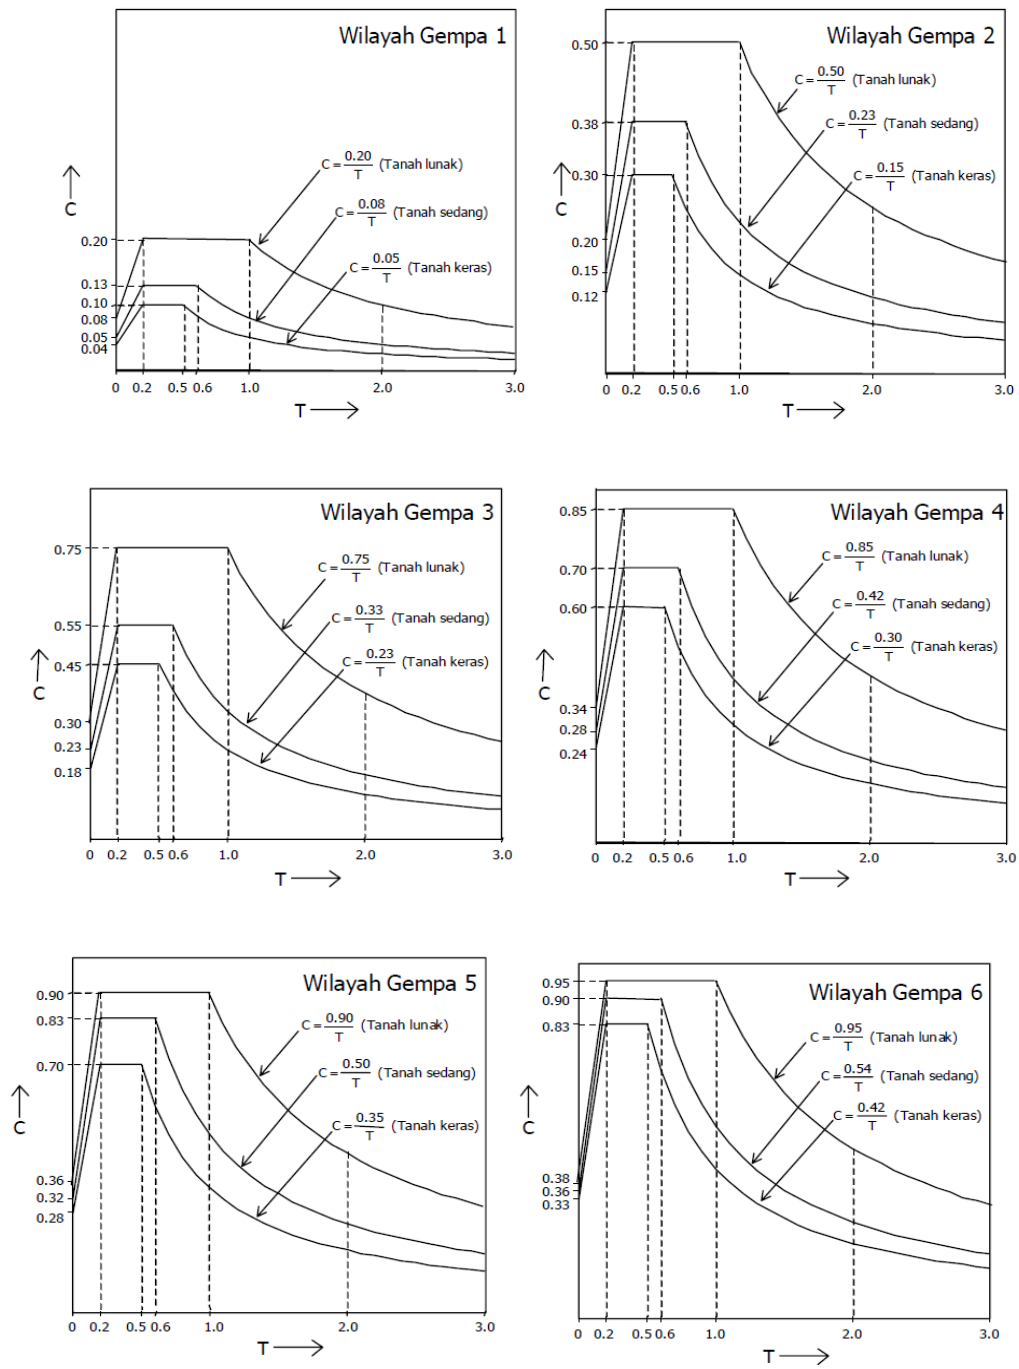 Wilayah Gempa 1
C = 0.20/T (Tanah lunak)
C = 0.08/T (Tanah sedang)
C = 0.05/T (Tanah keras)
C
0.20
0.13
0.10
0.08
0.05
0.04
0 0.2 0.5 0.6 1.0 2.0 3.0
T
Wilayah Gempa 2
C = 0.50/T (Tanah lunak)
C = 0.23/T (Tanah sedang)
C = 0.15/T (Tanah keras)
C
0.50
0.38
0.30
0.20
0.15
0.12
0 0.2 0.5 0.6 1.0 2.0 3.0
T
Wilayah Gempa 3
C = 0.75/T (Tanah lunak)
C = 0.33/T (Tanah sedang)
C = 0.23/T (Tanah keras)
C
0.75
0.55
0.45
0.30
0.23
0.18
0 0.2 0.5 0.6 1.0 2.0 3.0
T
Wilayah Gempa 4
C = 0.85/T (Tanah lunak)
C = 0.42/T (Tanah sedang)
C = 0.30/T (Tanah keras)
C
0.85
0.70
0.60
0.34
0.28
0.24
0 0.2 0.5 0.6 1.0 2.0 3.0
T
Wilayah Gempa 5
C = 0.90/T (Tanah lunak)
C = 0.50/T (Tanah sedang)
C = 0.35/T (Tanah keras)
C
0.90
0.83
0.70
0.36
0.32
0.28
0 0.2 0.5 0.6 1.0 2.0 3.0
T
Wilayah Gempa 6
C = 0.95/T (Tanah lunak)
C = 0.54/T (Tanah sedang)
C = 0.42/T (Tanah keras)
C
0.95
0.90
0.83
0.38
0.36
0.33
0 0.2 0.5 0.6 1.0 2.0 3.0
T